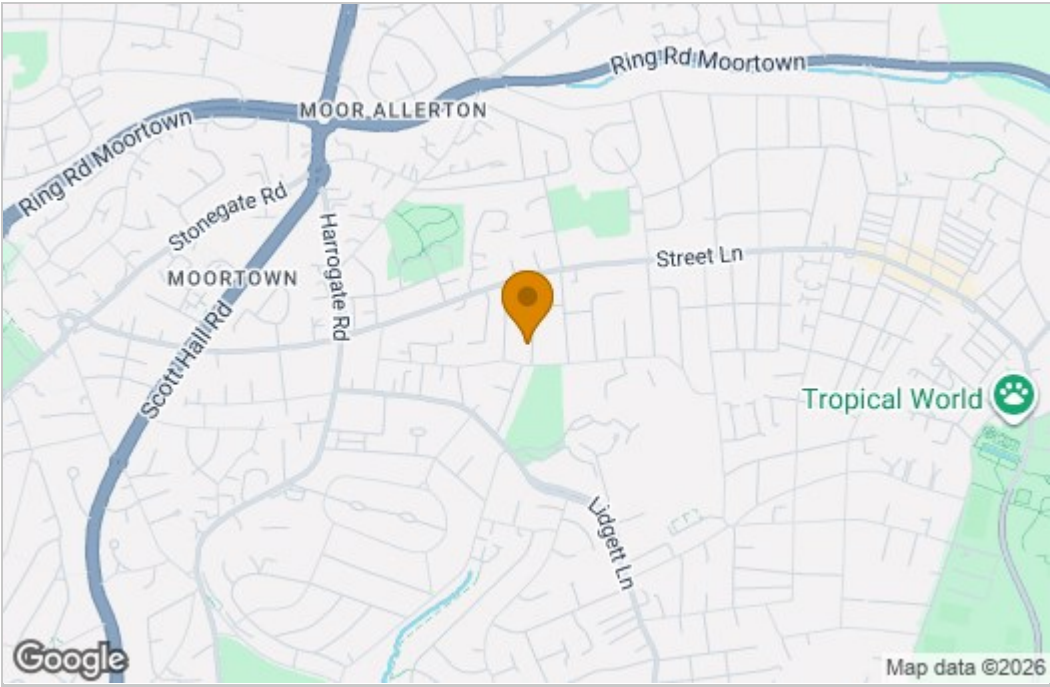 Ring Rd Moortown
MOOR ALLERTON
Ring Rd Moortown
Stonegate Rd
Harrogate Rd
Street Ln
MOORTOWN
Scott Hall Rd
Tropical World
Lidgett Ln
Google
Map data ©2026